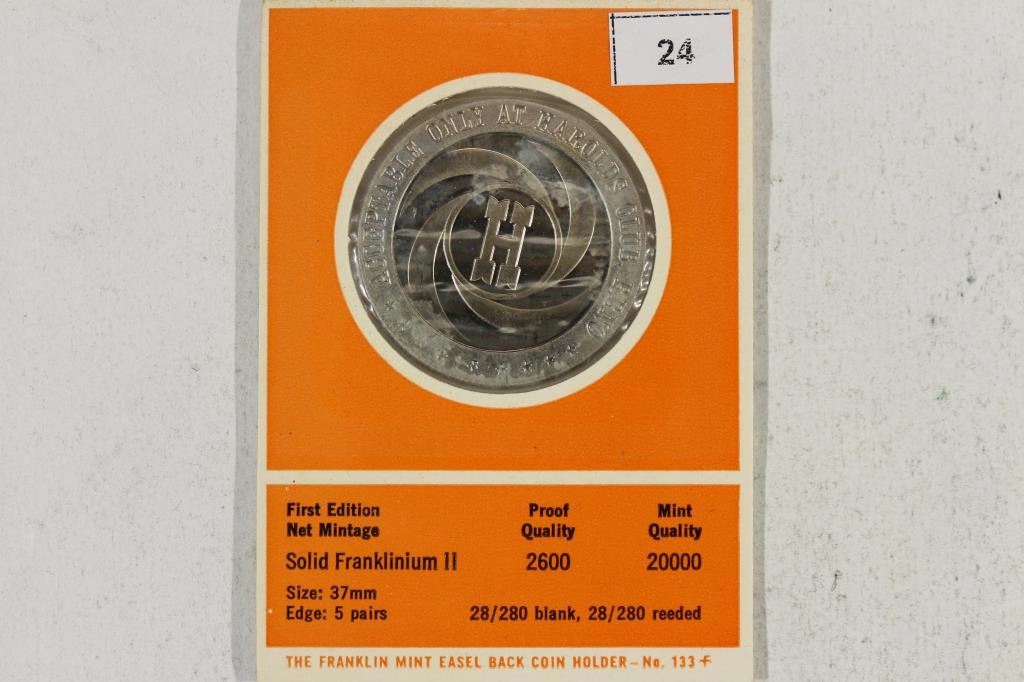 24
ACCEPTABLE ONLY AT HAROLDS CLUB RENO
H
First Edition Net Mintage Proof Quality Mint Quality
Solid Franklinium II 2600 20000
Size: 37mm
Edge: 5 pairs 28/280 blank, 28/280 reeded
THE FRANKLIN MINT EASEL BACK COIN HOLDER – No. 133